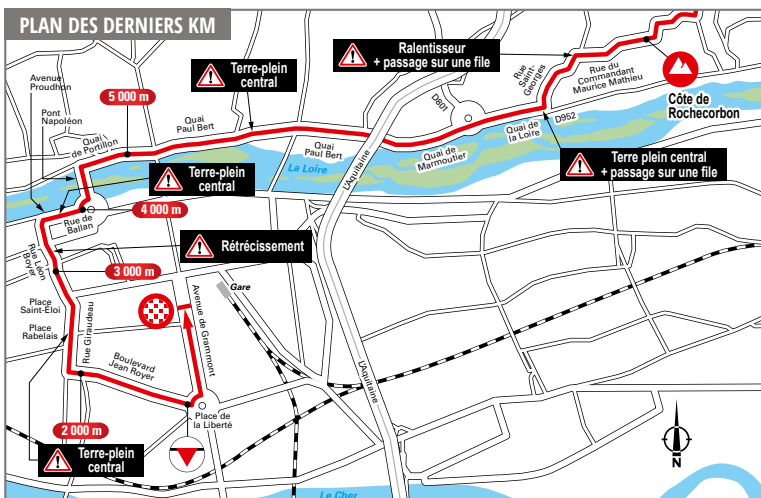 PLAN DES DERNIERS KM
Avenue
Proudhon
Pont
Napoléon
5 000 m
Quai
de Portillon
Terre-plein
central
Quai
Paul Bert
Ralentisseur
+ passage sur une file
Rue
Saint-
Georges
Rue du
Commandant
Maurice Mathieu
Côte de
Rochecorbon
D801
D952
Quai de
la Loire
Quai de
Marmoutier
Quai
Paul Bert
La Loire
L'Aquitaine
Terre plein central
+ passage sur une file
Terre-plein
central
4 000 m
Rue de
Ballan
Rétrécissement
Rue Léon
Boyer
3 000 m
Gare
Place
Saint-Éloi
Place
Rabelais
Rue Giraudeau
Avenue de Grammont
Boulevard
Jean Royer
L'Aquitaine
Place de
la Liberté
2 000 m
Terre-plein
central
N
Le Cher